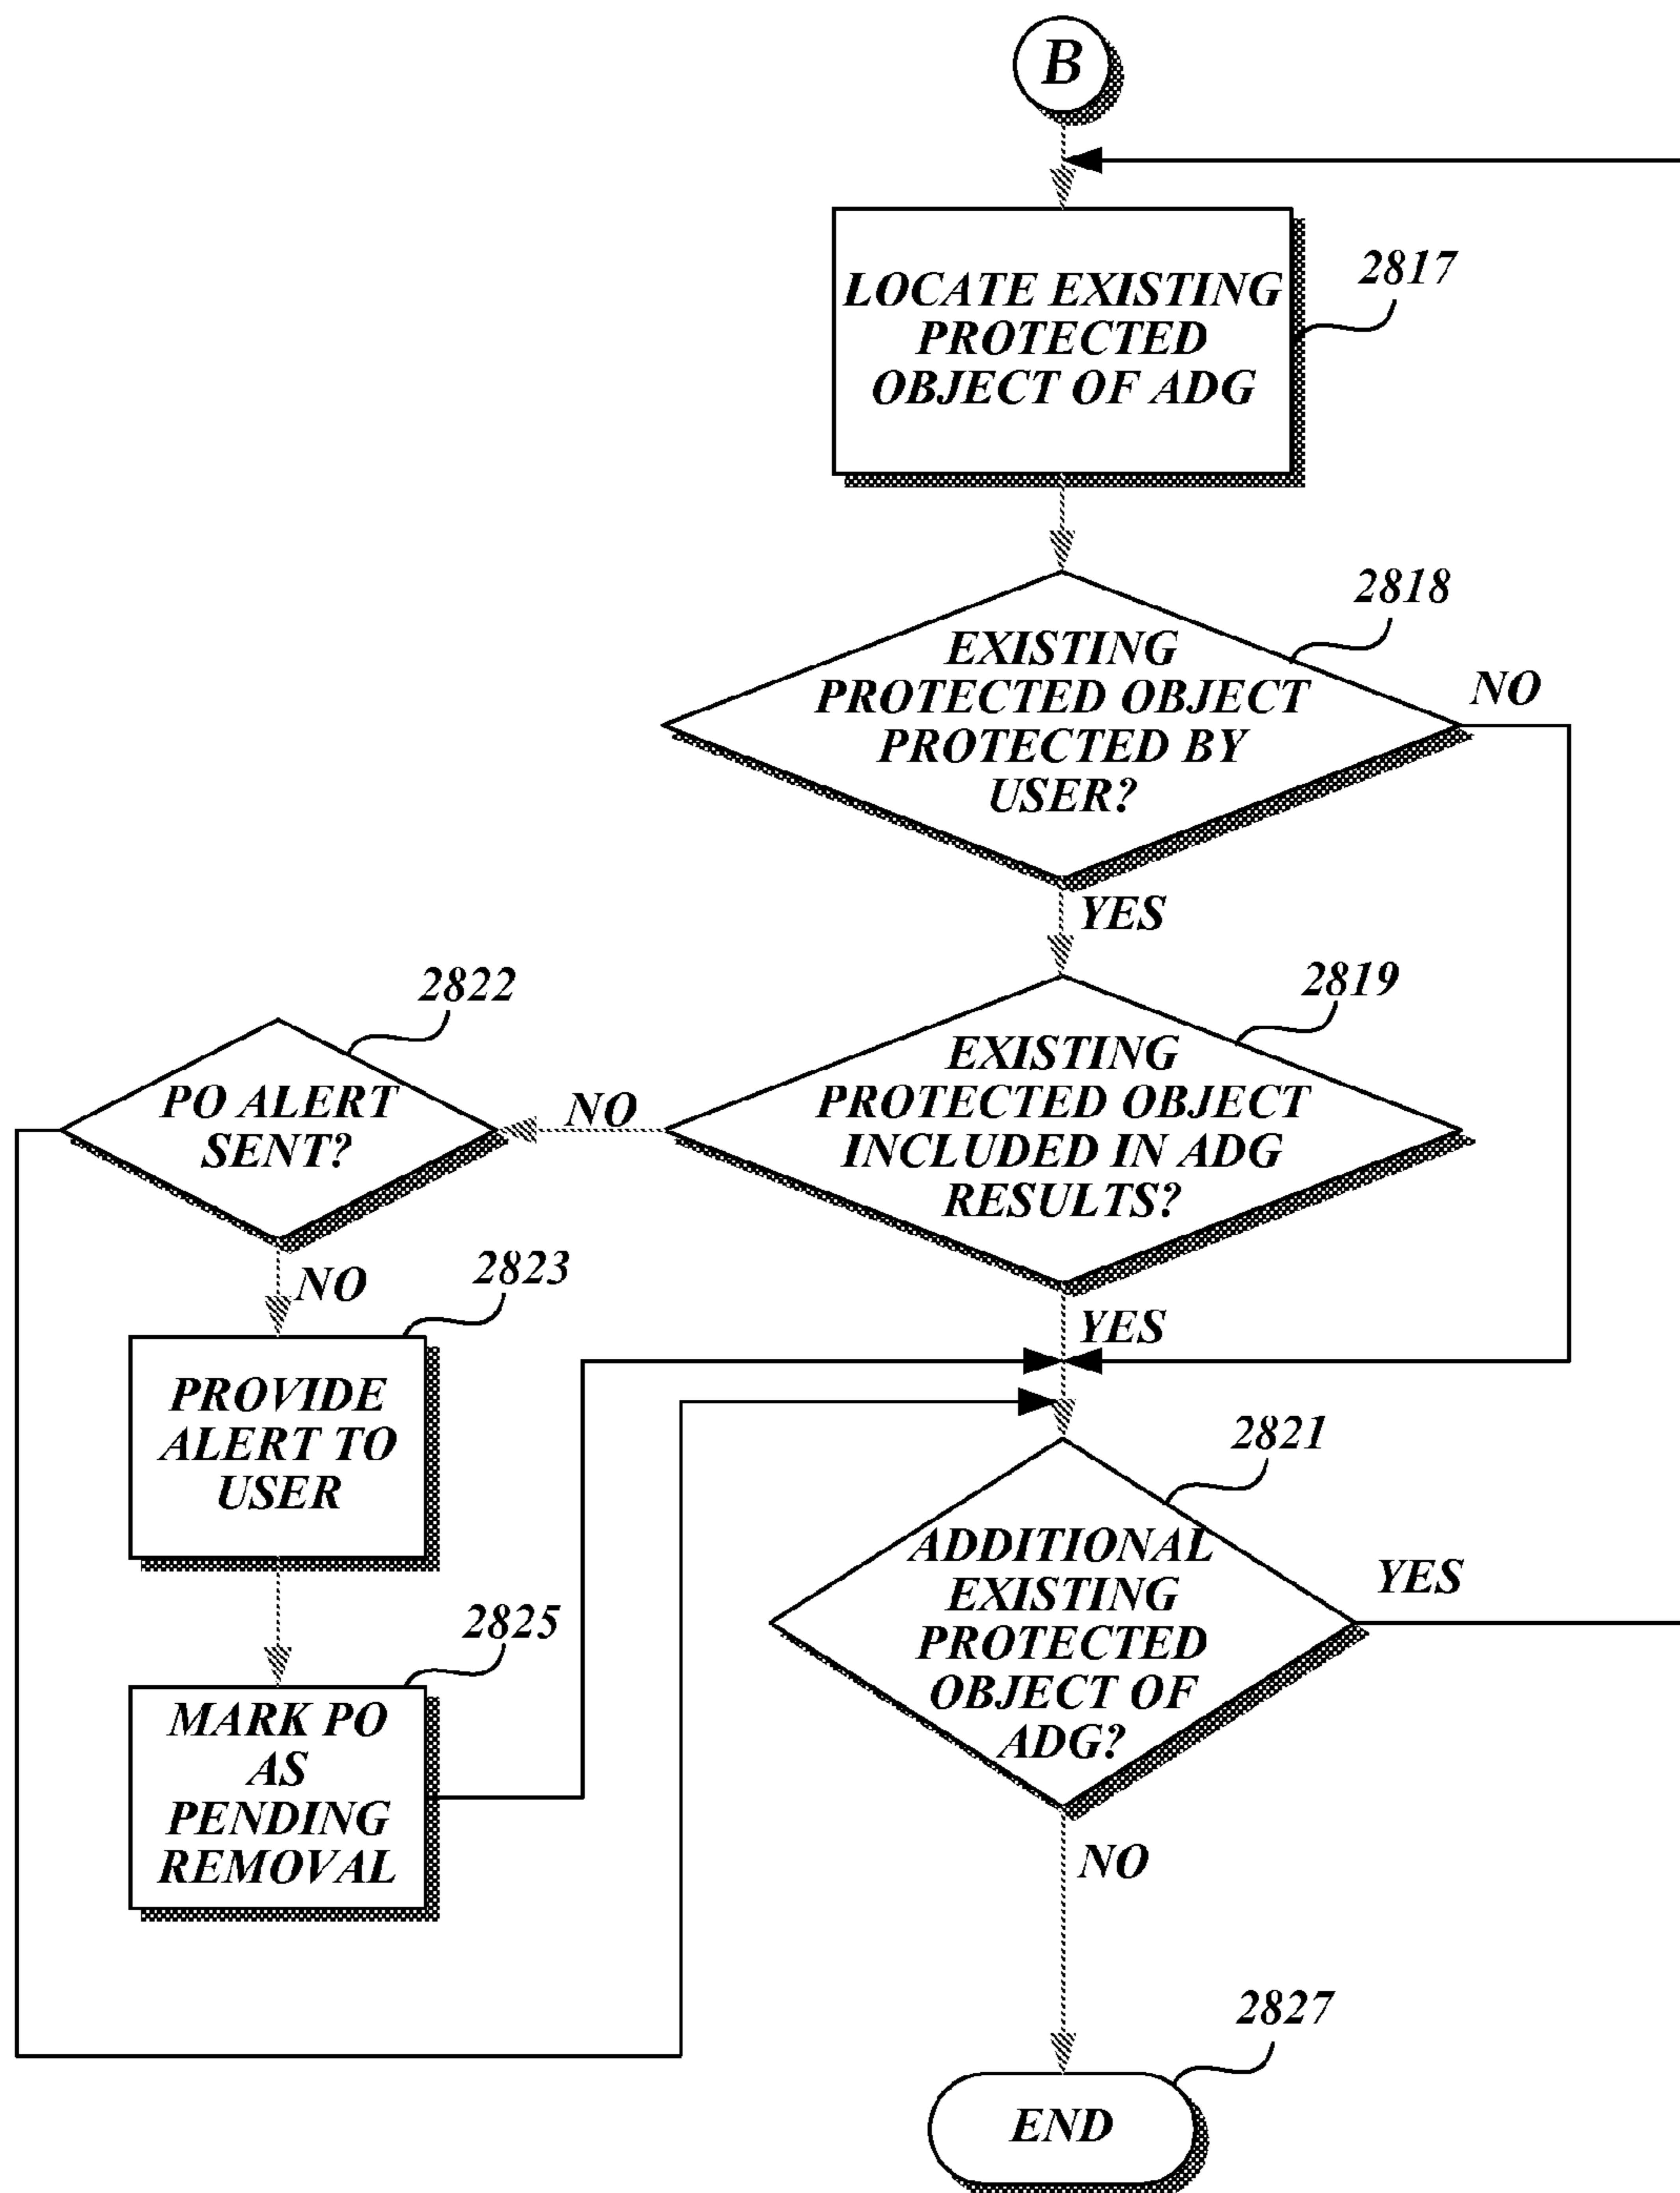 B
LOCATE EXISTING
PROTECTED
OBJECT OF ADG
2817
EXISTING
PROTECTED OBJECT
PROTECTED BY
USER?
2818
NO
YES
EXISTING
PROTECTED OBJECT
INCLUDED IN ADG
RESULTS?
2819
NO
PO ALERT
SENT?
2822
NO
PROVIDE
ALERT TO
USER
2823
MARK PO
AS
PENDING
REMOVAL
2825
YES
ADDITIONAL
EXISTING
PROTECTED
OBJECT OF
ADG?
2821
YES
NO
END
2827